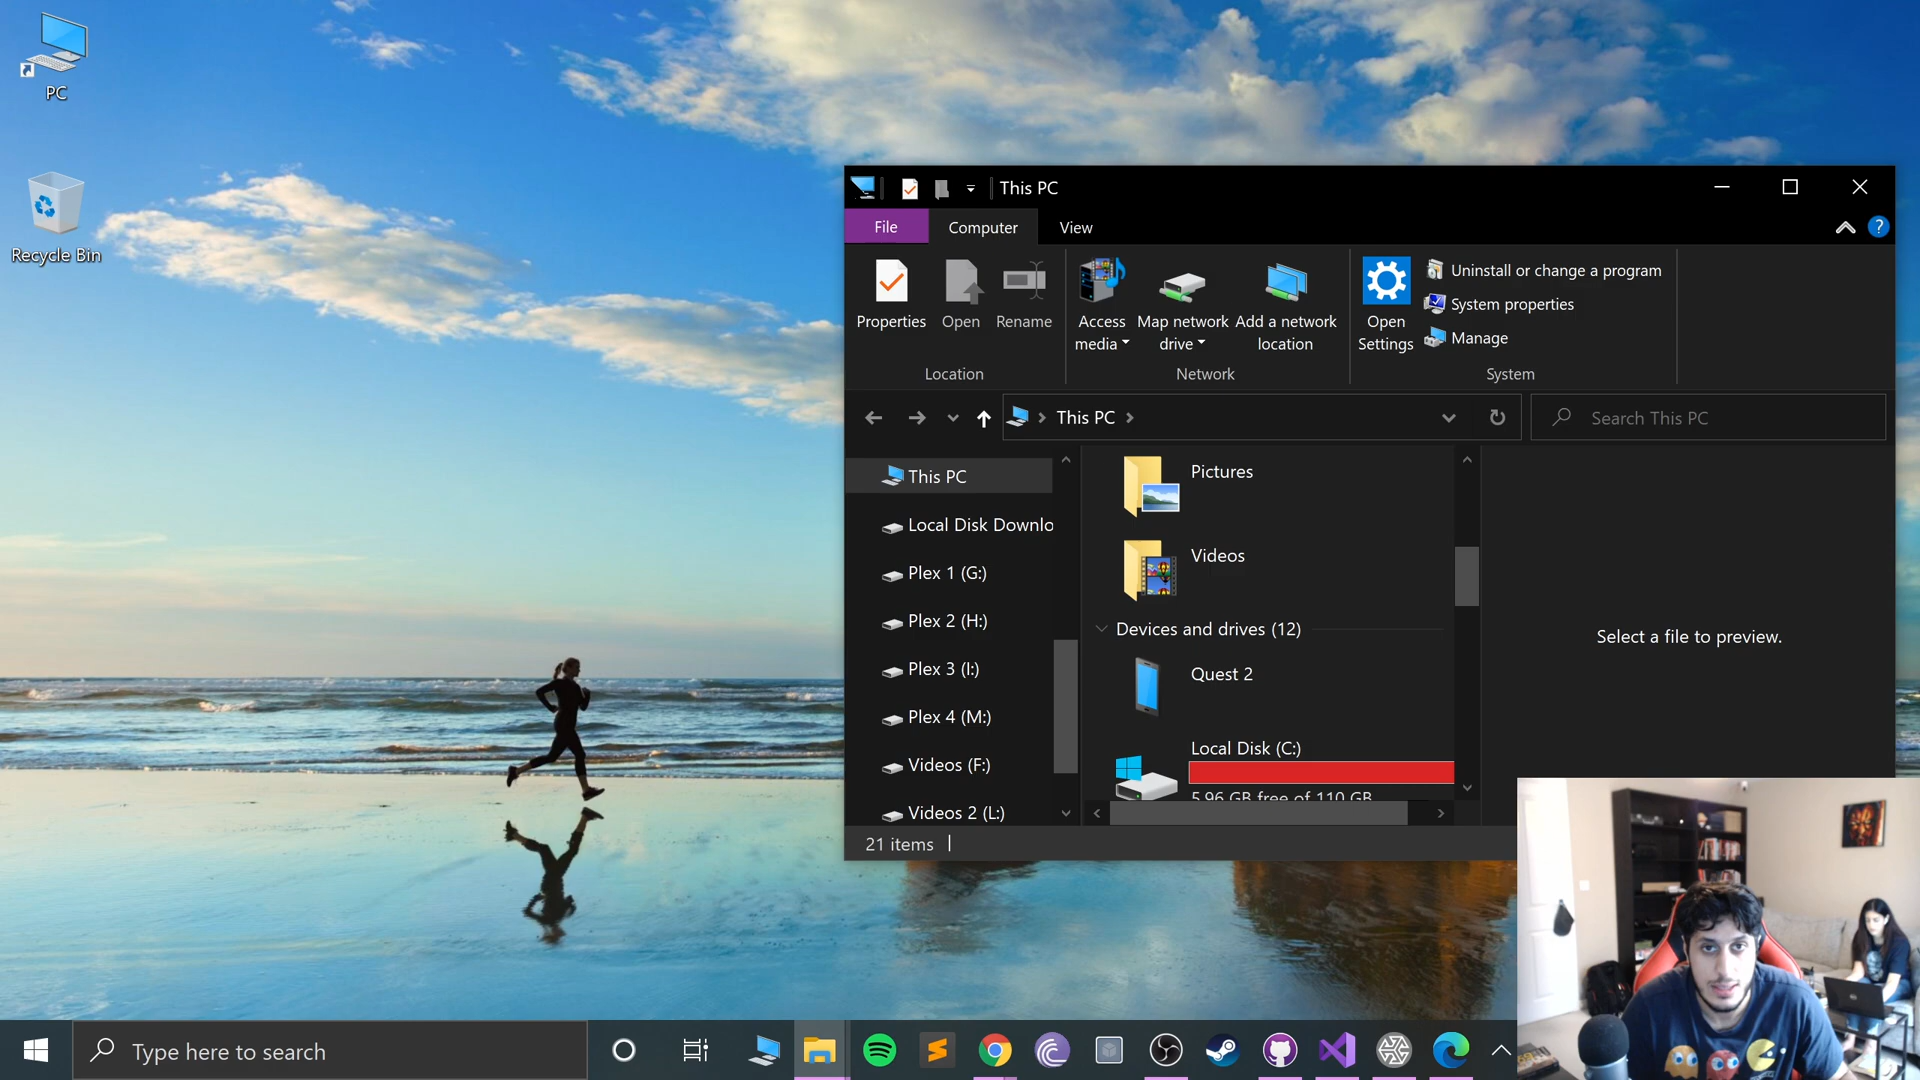 PC
Recycle Bin
This PC
File
Computer
View
Properties
Open
Rename
Location
Access media
Map network drive
Add a network location
Network
Open Settings
Uninstall or change a program
System properties
Manage
System
This PC
Search This PC
This PC
Local Disk Downlo
Plex 1 (G:)
Plex 2 (H:)
Plex 3 (I:)
Plex 4 (M:)
Videos (F:)
Videos 2 (L:)
Pictures
Videos
Devices and drives (12)
Quest 2
Local Disk (C:)
5.96 GB free of 110 GB
Select a file to preview.
21 items
Type here to search